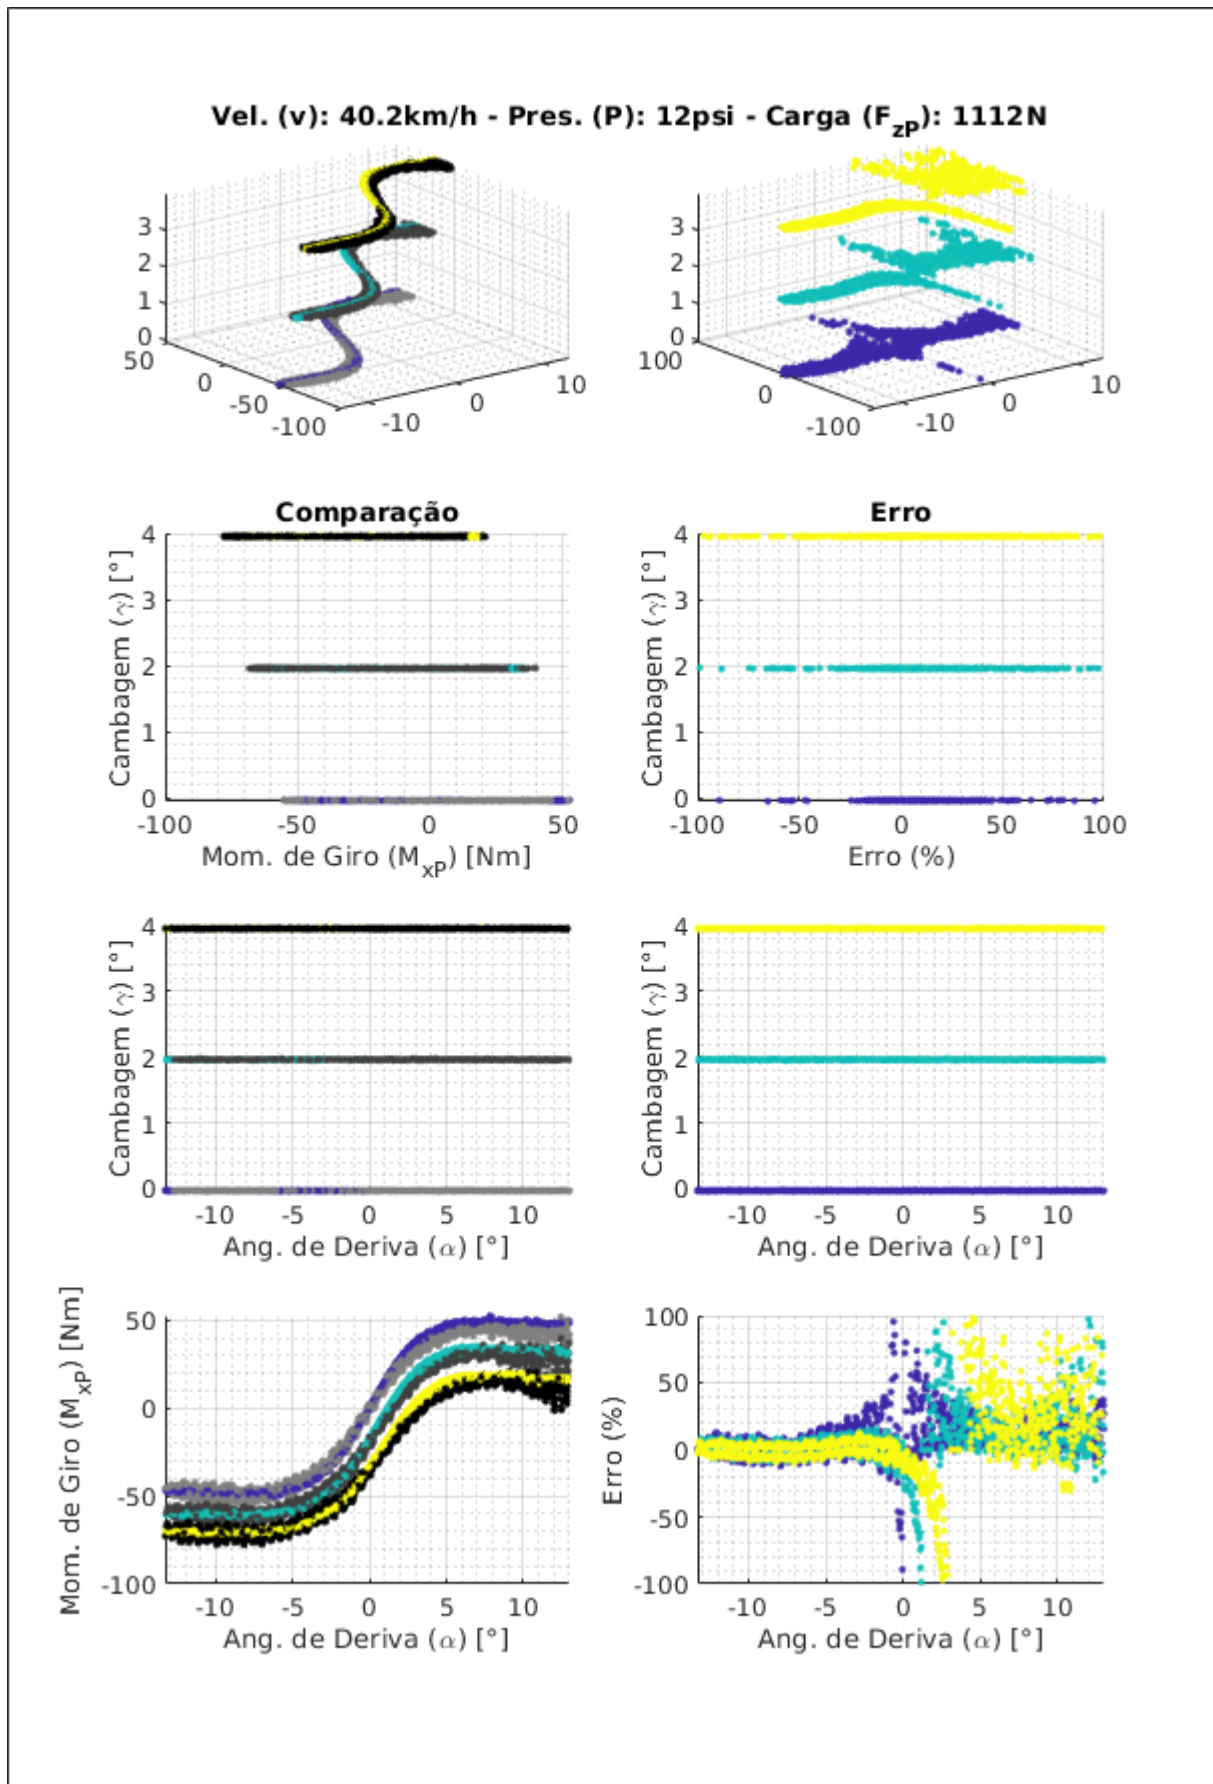 Vel. (v): 40.2km/h - Pres. (P): 12psi - Carga (F_zP): 1112N
3
2
1
0
50
0
-50
-100
-10
0
10
3
2
1
0
100
0
-100
-10
0
10
Comparação
Cambagem (γ) [°]
4
3
2
1
0
-100 -50 0 50
Mom. de Giro (M_xP) [Nm]
Erro
Cambagem (γ) [°]
4
3
2
1
0
-100 -50 0 50 100
Erro (%)
Cambagem (γ) [°]
4
3
2
1
0
-10 -5 0 5 10
Ang. de Deriva (α) [°]
Cambagem (γ) [°]
4
3
2
1
0
-10 -5 0 5 10
Ang. de Deriva (α) [°]
Mom. de Giro (M_xP) [Nm]
50
0
-50
-100
-10 -5 0 5 10
Ang. de Deriva (α) [°]
Erro (%)
100
50
0
-50
-100
-10 -5 0 5 10
Ang. de Deriva (α) [°]